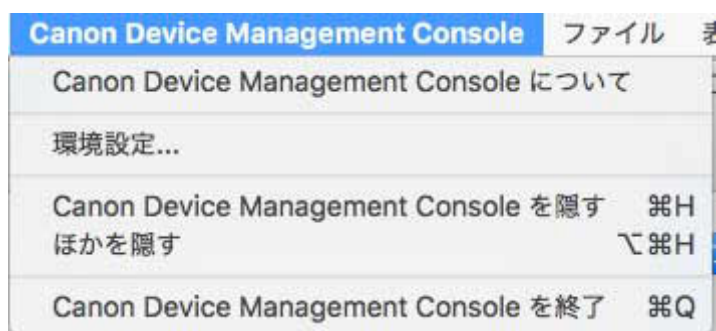 Canon Device Management Console ファイル
Canon Device Management Console について
環境設定...
Canon Device Management Console を隠す ⌘H
ほかを隠す ⌥⌘H
Canon Device Management Console を終了 ⌘Q